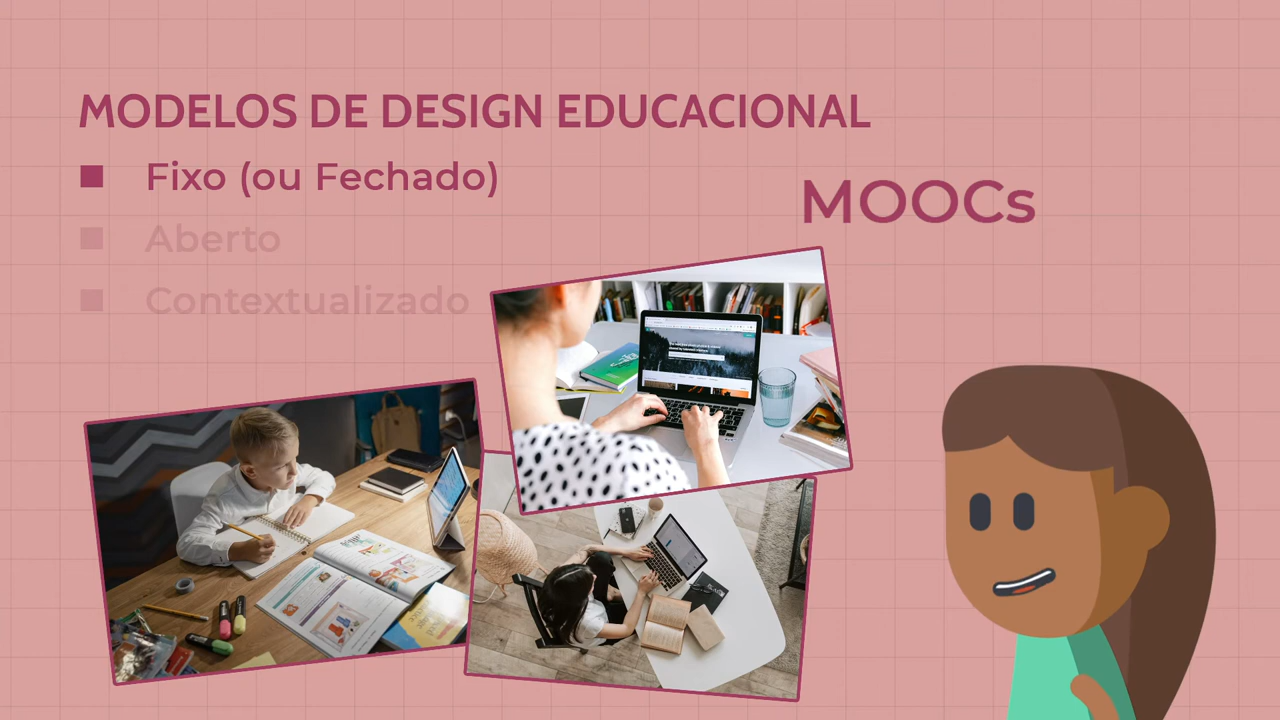 MODELOS DE DESIGN EDUCACIONAL
Fixo (ou Fechado)
Aberto
Contextualizado
MOOCs